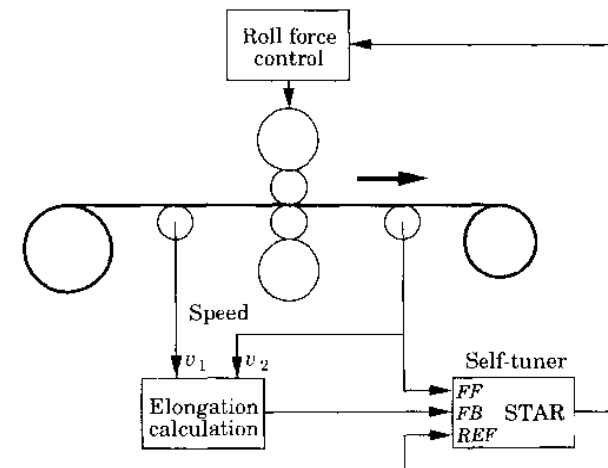 Roll force
control
Speed
v1
v2
Self-tuner
Elongation
calculation
FF
FB
STAR
REF